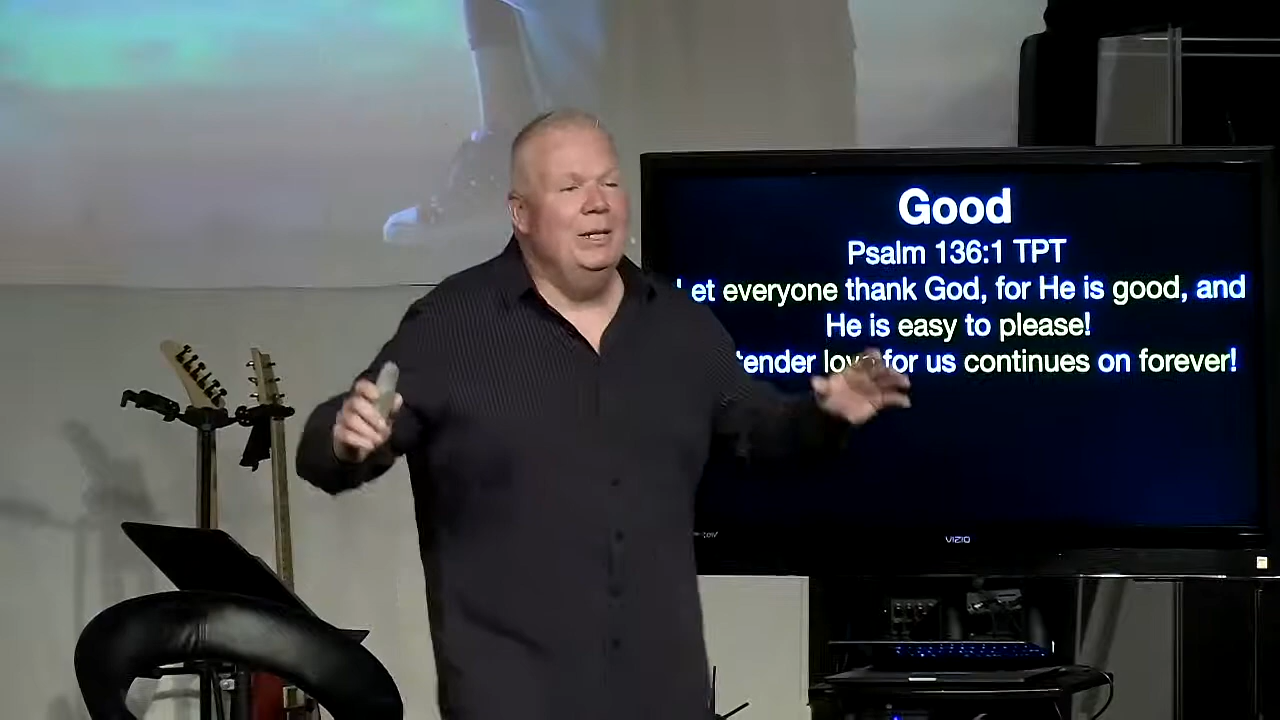 Good
Psalm 136:1 TPT
et everyone thank God, for He is good, and
He is easy to please!
tender love for us continues on forever!
VIZIO